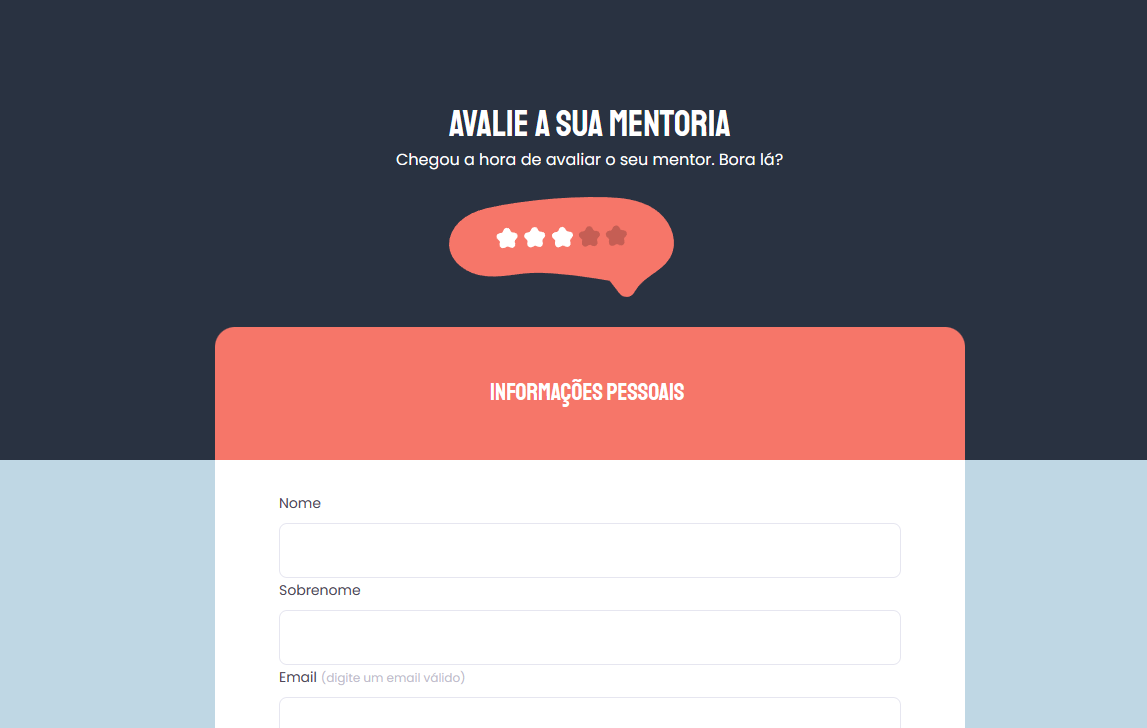 AVALIE A SUA MENTORIA
Chegou a hora de avaliar o seu mentor. Bora lá?
INFORMAÇÕES PESSOAIS
Nome
Sobrenome
Email (digite um email válido)